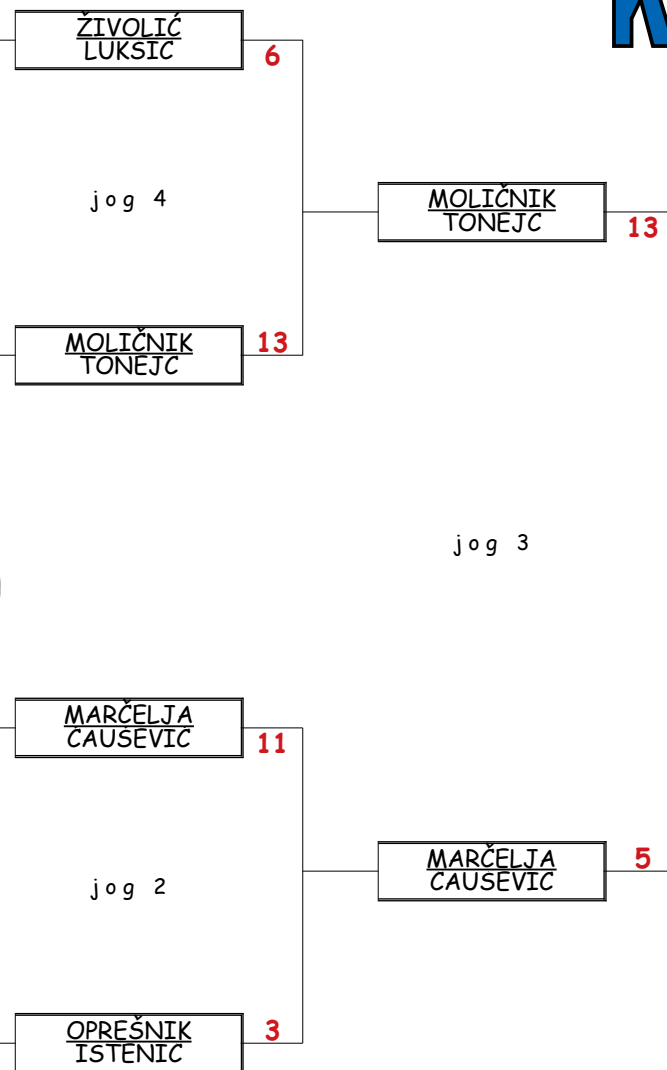 ŽIVOLIĆ
LUKSIC
6
jog 4
MOLIČNIK
TONEJC
13
MOLIČNIK
TONEJC
13
jog 3
MARČELJA
CAUSEVIC
11
jog 2
MARČELJA
CAUSEVIC
5
OPREŠNIK
ISTENIC
3